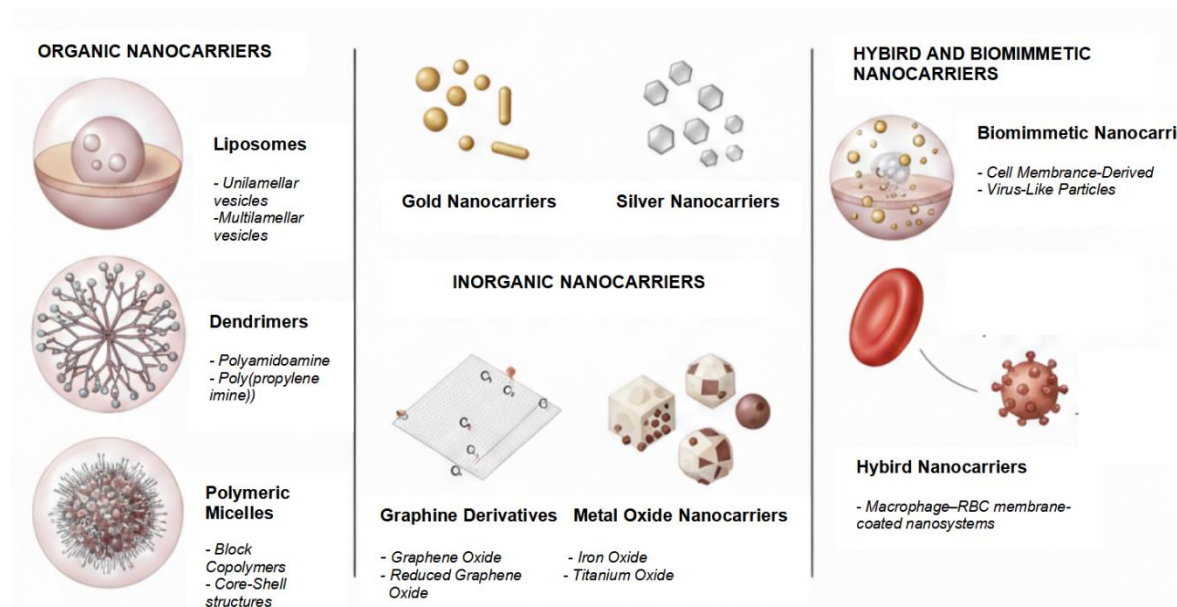 ORGANIC NANOCARRIERS
Liposomes
- Unilamellar
vesicles
-Multilamellar
vesicles
Dendrimers
- Polyamidoamine
- Poly(propylene
imine))
Polymeric
Micelles
- Block
Copolymers
- Core-Shell
structures
Gold Nanocarriers
Silver Nanocarriers
INORGANIC NANOCARRIERS
Graphine Derivatives
- Graphene Oxide
- Reduced Graphene
Oxide
Metal Oxide Nanocarriers
- Iron Oxide
- Titanium Oxide
HYBIRD AND BIOMIMMETIC
NANOCARRIERS
Biomimmetic Nanocarri
- Cell Membrance-Derived
- Virus-Like Particles
Hybird Nanocarriers
- Macrophage–RBC membrane-
coated nanosystems